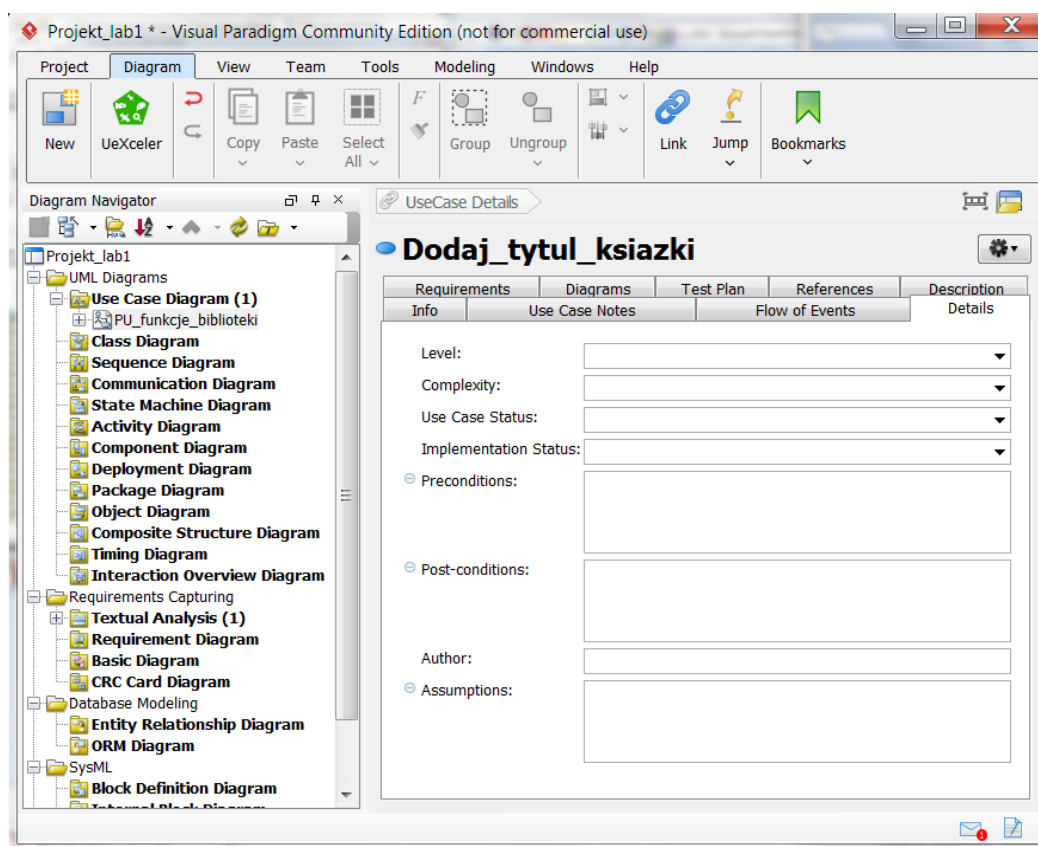 Projekt_lab1 * - Visual Paradigm Community Edition (not for commercial use)
Project Diagram View Team Tools Modeling Windows Help
New UeXceler Copy Paste Select All Group Ungroup Link Jump Bookmarks
Diagram Navigator
Projekt_lab1
UML Diagrams
Use Case Diagram (1)
PU_funkcje_biblioteki
Class Diagram
Sequence Diagram
Communication Diagram
State Machine Diagram
Activity Diagram
Component Diagram
Deployment Diagram
Package Diagram
Object Diagram
Composite Structure Diagram
Timing Diagram
Interaction Overview Diagram
Requirements Capturing
Textual Analysis (1)
Requirement Diagram
Basic Diagram
CRC Card Diagram
Database Modeling
Entity Relationship Diagram
ORM Diagram
SysML
Block Definition Diagram
Internal Block Diagram
UseCase Details
Dodaj_tytul_ksiazki
Requirements Diagrams Test Plan References Description
Info Use Case Notes Flow of Events Details
Level:
Complexity:
Use Case Status:
Implementation Status:
Preconditions:
Post-conditions:
Author:
Assumptions: